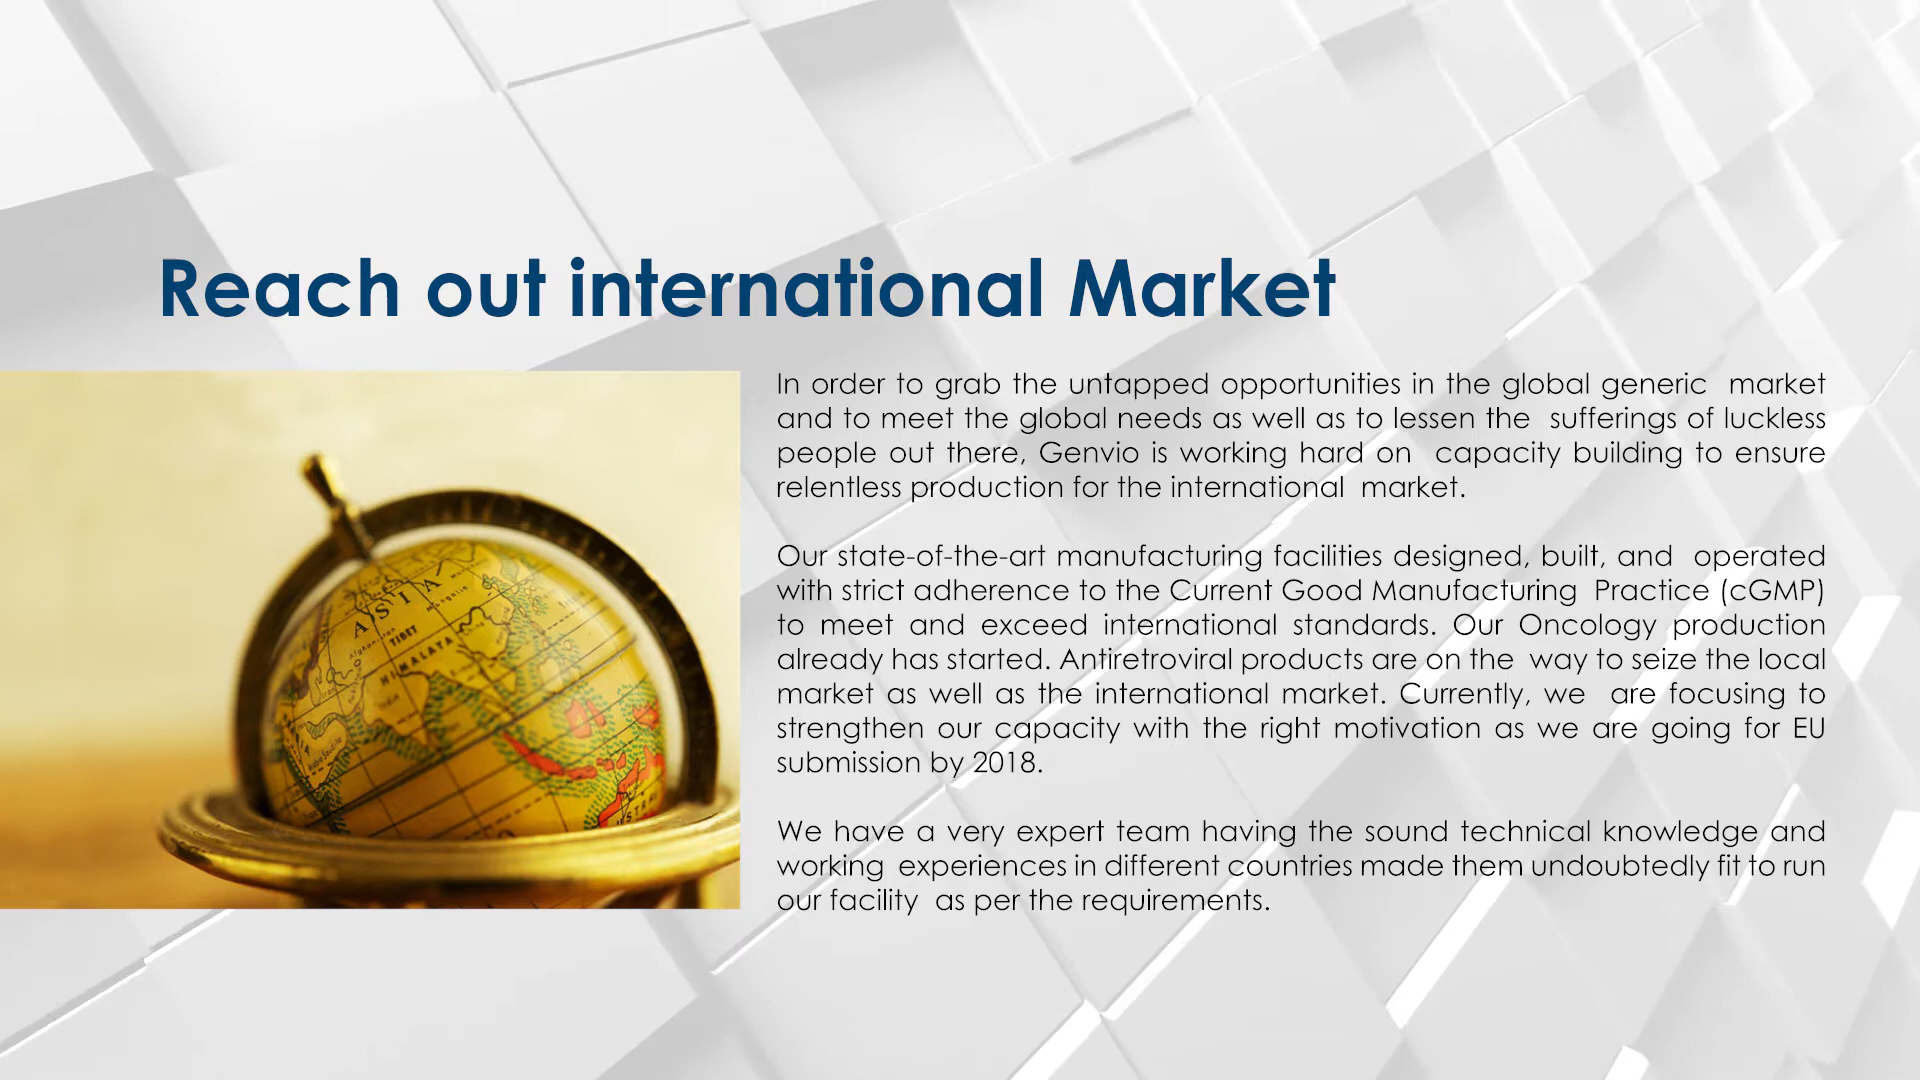 Reach out international Market
In order to grab the untapped opportunities in the global generic market
and to meet the global needs as well as to lessen the sufferings of luckless
people out there, Genvio is working hard on capacity building to ensure
relentless production for the international market.
Our state-of-the-art manufacturing facilities designed, built, and operated
with strict adherence to the Current Good Manufacturing Practice (cGMP)
to meet and exceed international standards. Our Oncology production
already has started. Antiretroviral products are on the way to seize the local
market as well as the international market. Currently, we are focusing to
strengthen our capacity with the right motivation as we are going for EU
submission by 2018.
We have a very expert team having the sound technical knowledge and
working experiences in different countries made them undoubtedly fit to run
our facility as per the requirements.
ASIA
Mongolia
TIBET
Afghanistan
HIMALAYA
China
India
Iran